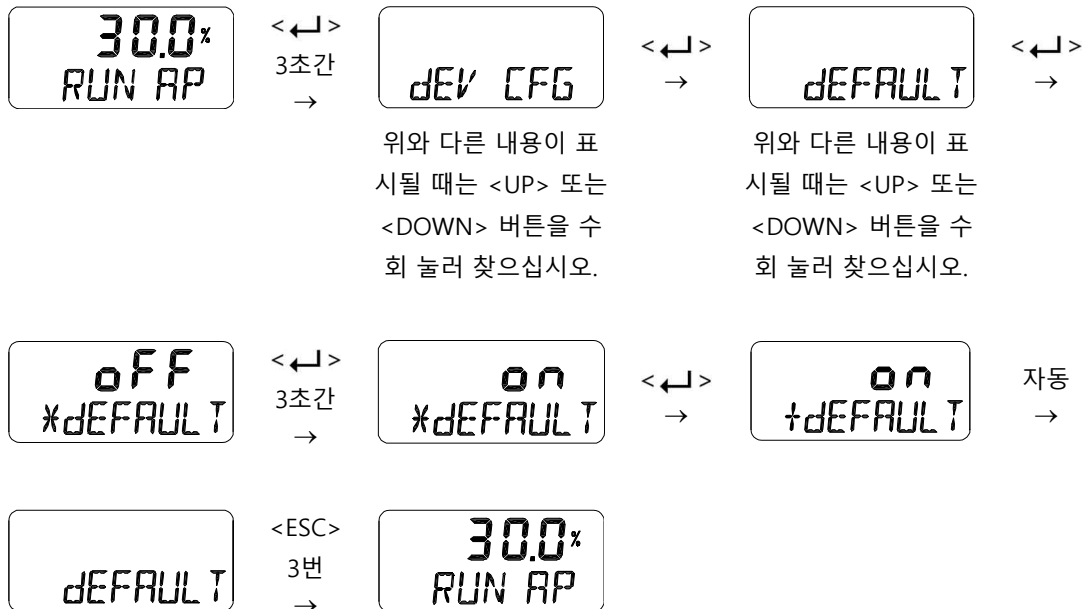 30.0%
RUN AP
<↵>
3초간
→
dEV CFG
<↵>
→
dEFAULT
<↵>
→
위와 다른 내용이 표
시될 때는 <UP> 또는
<DOWN> 버튼을 수
회 눌러 찾으십시오.
위와 다른 내용이 표
시될 때는 <UP> 또는
<DOWN> 버튼을 수
회 눌러 찾으십시오.
oFF
*dEFAULT
<↵>
3초간
→
on
*dEFAULT
<↵>
→
on
+dEFAULT
자동
→
dEFAULT
<ESC>
3번
→
30.0%
RUN AP